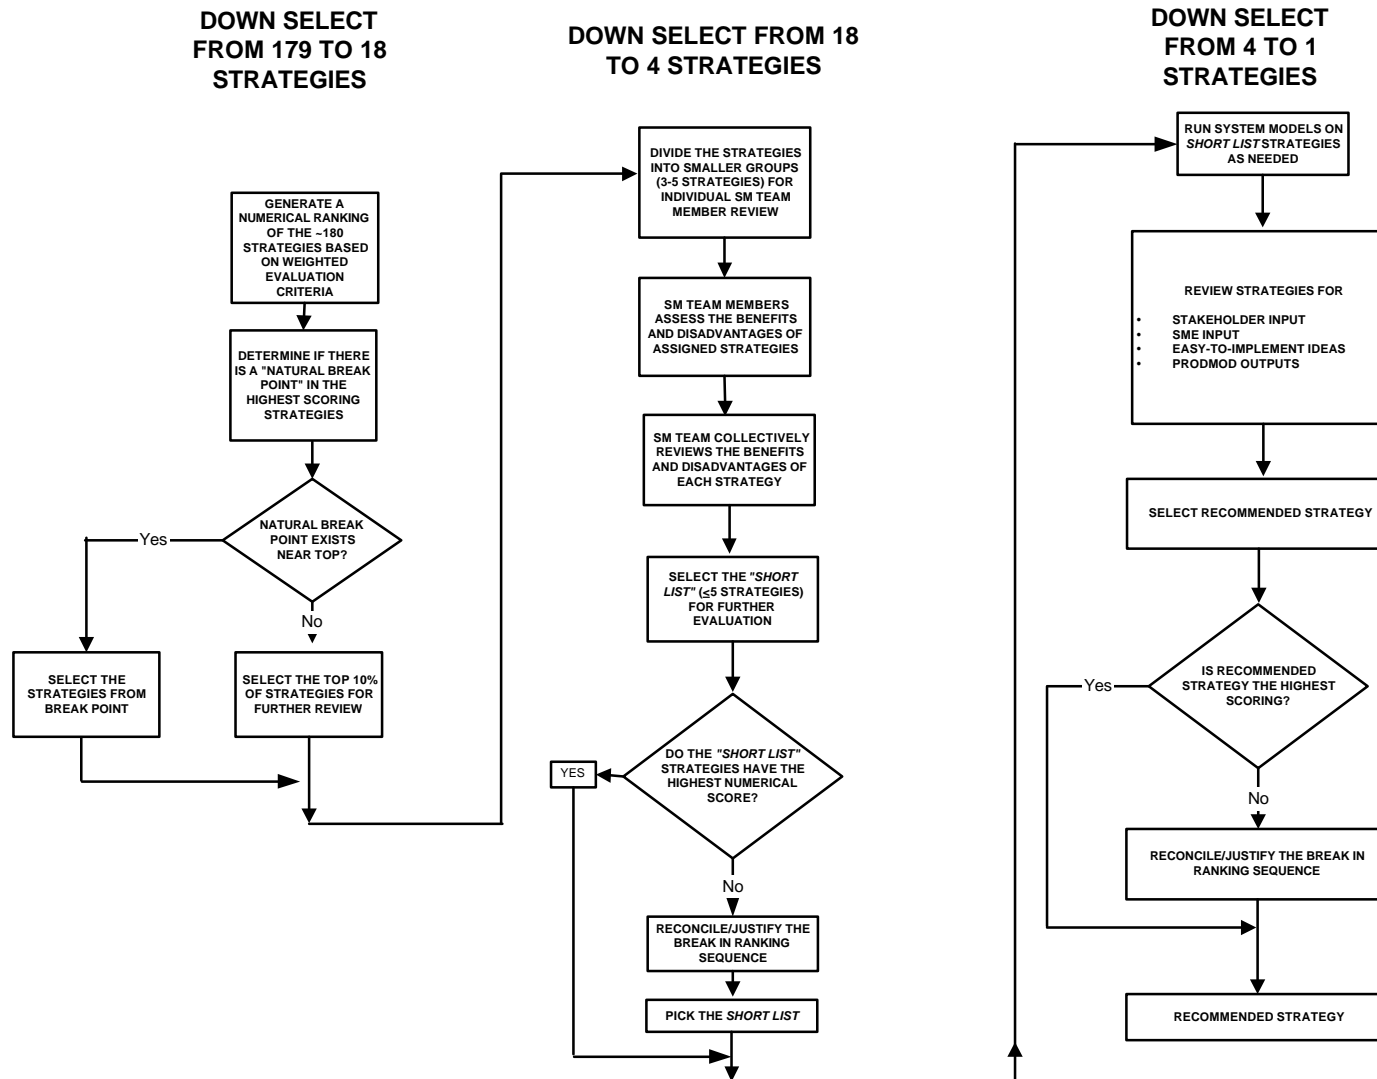 DOWN SELECT
FROM 179 TO 18
STRATEGIES
GENERATE A
NUMERICAL RANKING
OF THE ~180
STRATEGIES BASED
ON WEIGHTED
EVALUATION
CRITERIA
DETERMINE IF THERE
IS A "NATURAL BREAK
POINT" IN THE
HIGHEST SCORING
STRATEGIES
NATURAL BREAK
POINT EXISTS
NEAR TOP?
Yes
No
SELECT THE
STRATEGIES FROM
BREAK POINT
SELECT THE TOP 10%
OF STRATEGIES FOR
FURTHER REVIEW
DOWN SELECT FROM 18
TO 4 STRATEGIES
DIVIDE THE STRATEGIES
INTO SMALLER GROUPS
(3-5 STRATEGIES) FOR
INDIVIDUAL SM TEAM
MEMBER REVIEW
SM TEAM MEMBERS
ASSESS THE BENEFITS
AND DISADVANTAGES OF
ASSIGNED STRATEGIES
SM TEAM COLLECTIVELY
REVIEWS THE BENEFITS
AND DISADVANTAGES OF
EACH STRATEGY
SELECT THE "SHORT
LIST" (≤5 STRATEGIES)
FOR FURTHER
EVALUATION
DO THE "SHORT LIST"
STRATEGIES HAVE THE
HIGHEST NUMERICAL
SCORE?
YES
No
RECONCILE/JUSTIFY THE
BREAK IN RANKING
SEQUENCE
PICK THE SHORT LIST
DOWN SELECT
FROM 4 TO 1
STRATEGIES
RUN SYSTEM MODELS ON
SHORT LIST STRATEGIES
AS NEEDED
REVIEW STRATEGIES FOR
• STAKEHOLDER INPUT
• SME INPUT
• EASY-TO-IMPLEMENT IDEAS
• PRODMOD OUTPUTS
SELECT RECOMMENDED STRATEGY
IS RECOMMENDED
STRATEGY THE HIGHEST
SCORING?
Yes
No
RECONCILE/JUSTIFY THE BREAK IN
RANKING SEQUENCE
RECOMMENDED STRATEGY